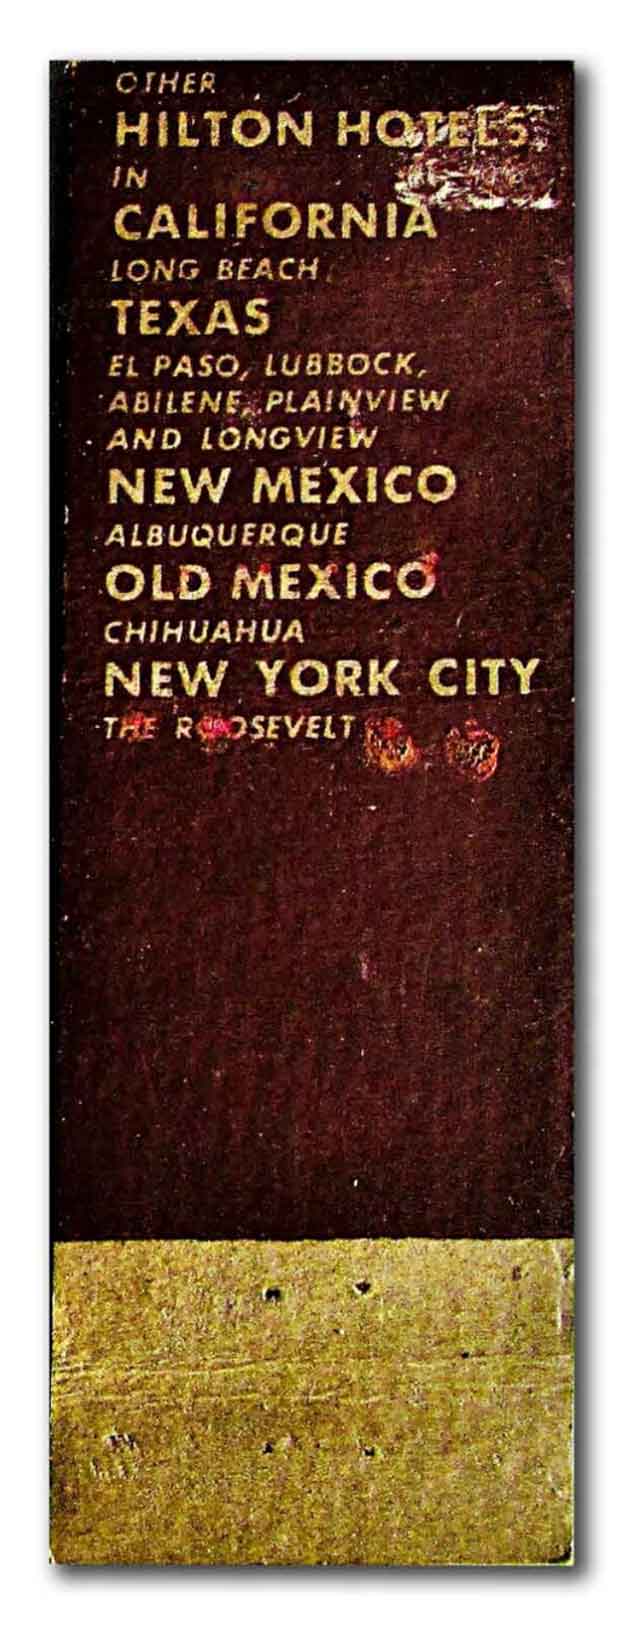 OTHER
HILTON HOTELS
IN
CALIFORNIA
LONG BEACH
TEXAS
EL PASO, LUBBOCK,
ABILENE, PLAINVIEW
AND LONGVIEW
NEW MEXICO
ALBUQUERQUE
OLD MEXICO
CHIHUAHUA
NEW YORK CITY
THE ROOSEVELT